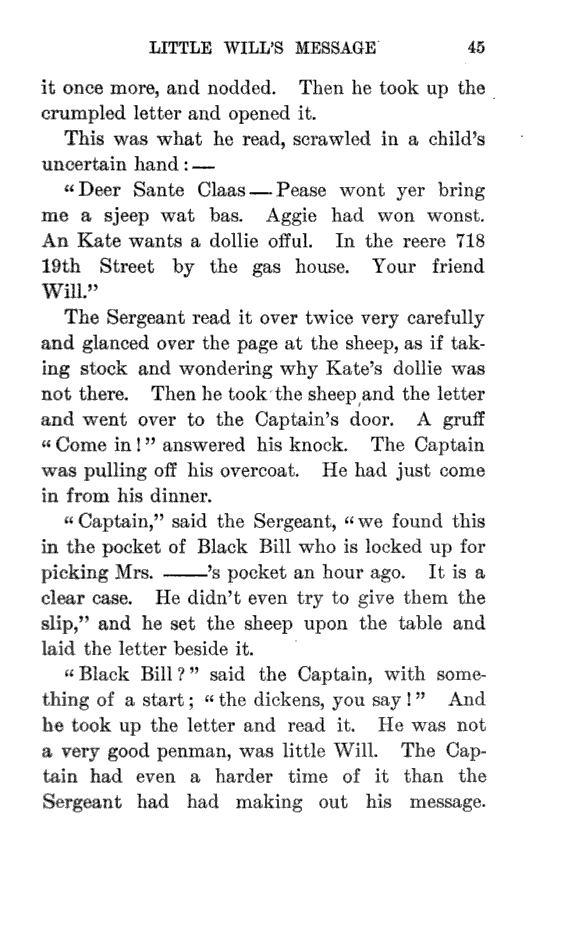 LITTLE WILL'S MESSAGE 45
it once more, and nodded. Then he took up the
crumpled letter and opened it.
This was what he read, scrawled in a child's
uncertain hand : —
“Deer Sante Claas — Pease wont yer bring
me a sjeep wat bas. Aggie had won wonst.
An Kate wants a dollie offul. In the reere 718
19th Street by the gas house. Your friend
Will.”
The Sergeant read it over twice very carefully
and glanced over the page at the sheep, as if tak-
ing stock and wondering why Kate's dollie was
not there. Then he took the sheep and the letter
and went over to the Captain's door. A gruff
“Come in!” answered his knock. The Captain
was pulling off his overcoat. He had just come
in from his dinner.
“Captain,” said the Sergeant, “we found this
in the pocket of Black Bill who is locked up for
picking Mrs. ——'s pocket an hour ago. It is a
clear case. He didn't even try to give them the
slip,” and he set the sheep upon the table and
laid the letter beside it.
“Black Bill?” said the Captain, with some-
thing of a start; “the dickens, you say!” And
he took up the letter and read it. He was not
a very good penman, was little Will. The Cap-
tain had even a harder time of it than the
Sergeant had had making out his message.